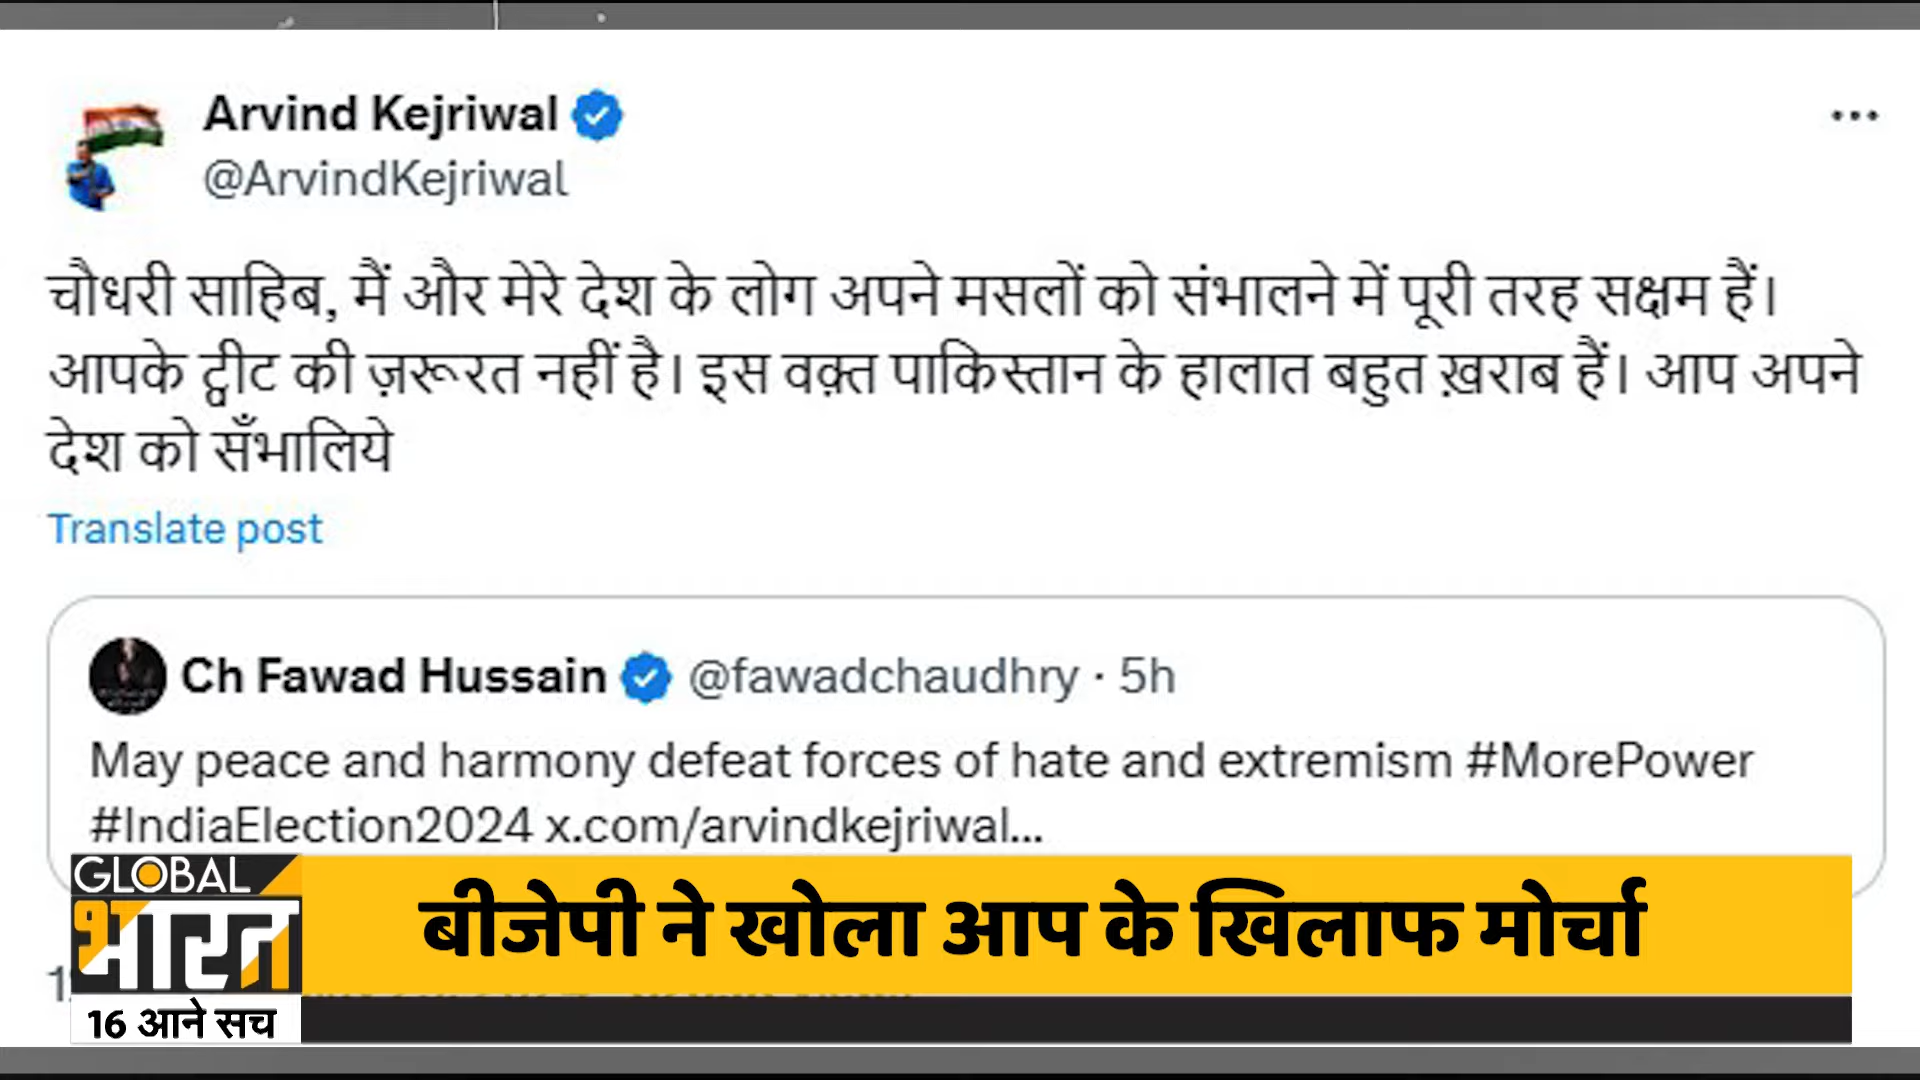 Arvind Kejriwal
@ArvindKejriwal
चौधरी साहिब, मैं और मेरे देश के लोग अपने मसलों को संभालने में पूरी तरह सक्षम हैं।
आपके ट्वीट की ज़रूरत नहीं है। इस वक़्त पाकिस्तान के हालात बहुत ख़राब हैं। आप अपने
देश को सँभालिये
Translate post
Ch Fawad Hussain @fawadchaudhry · 5h
May peace and harmony defeat forces of hate and extremism #MorePower
#IndiaElection2024 x.com/arvindkejriwal...
GLOBAL
भारत
16 आने सच
बीजेपी ने खोला आप के खिलाफ मोर्चा